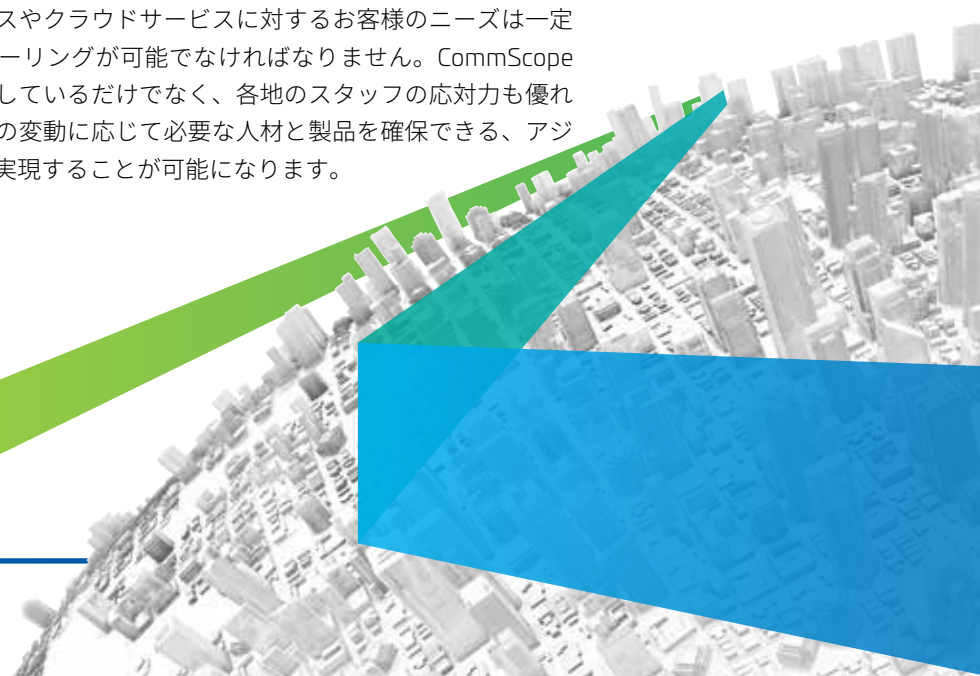 スやクラウドサービスに対するお客様のニーズは一定
ーリングが可能でなければなりません。CommScope
しているだけでなく、各地のスタッフの応対力も優れ
の変動に応じて必要な人材と製品を確保できる、アジ
実現することが可能になります。